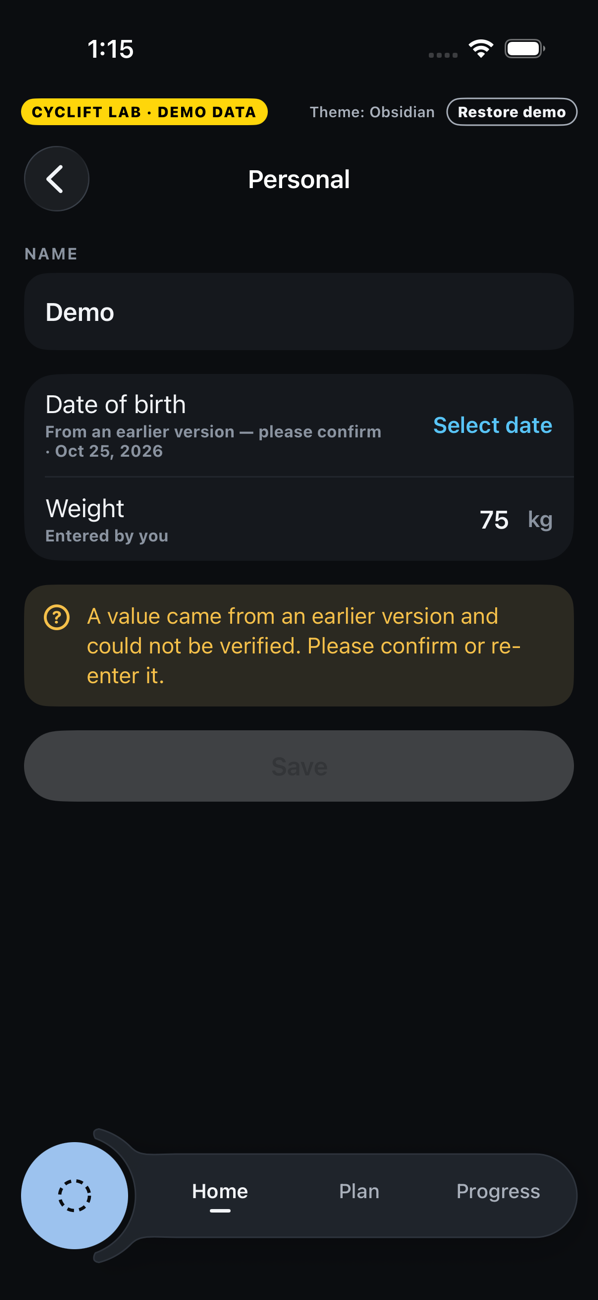 1:15
CYCLIFT LAB · DEMO DATA
Theme: Obsidian
Restore demo
Personal
NAME
Demo
Date of birth
From an earlier version — please confirm
· Oct 25, 2026
Select date
Weight
Entered by you
75 kg
A value came from an earlier version and
could not be verified. Please confirm or re-
enter it.
Save
Home
Plan
Progress